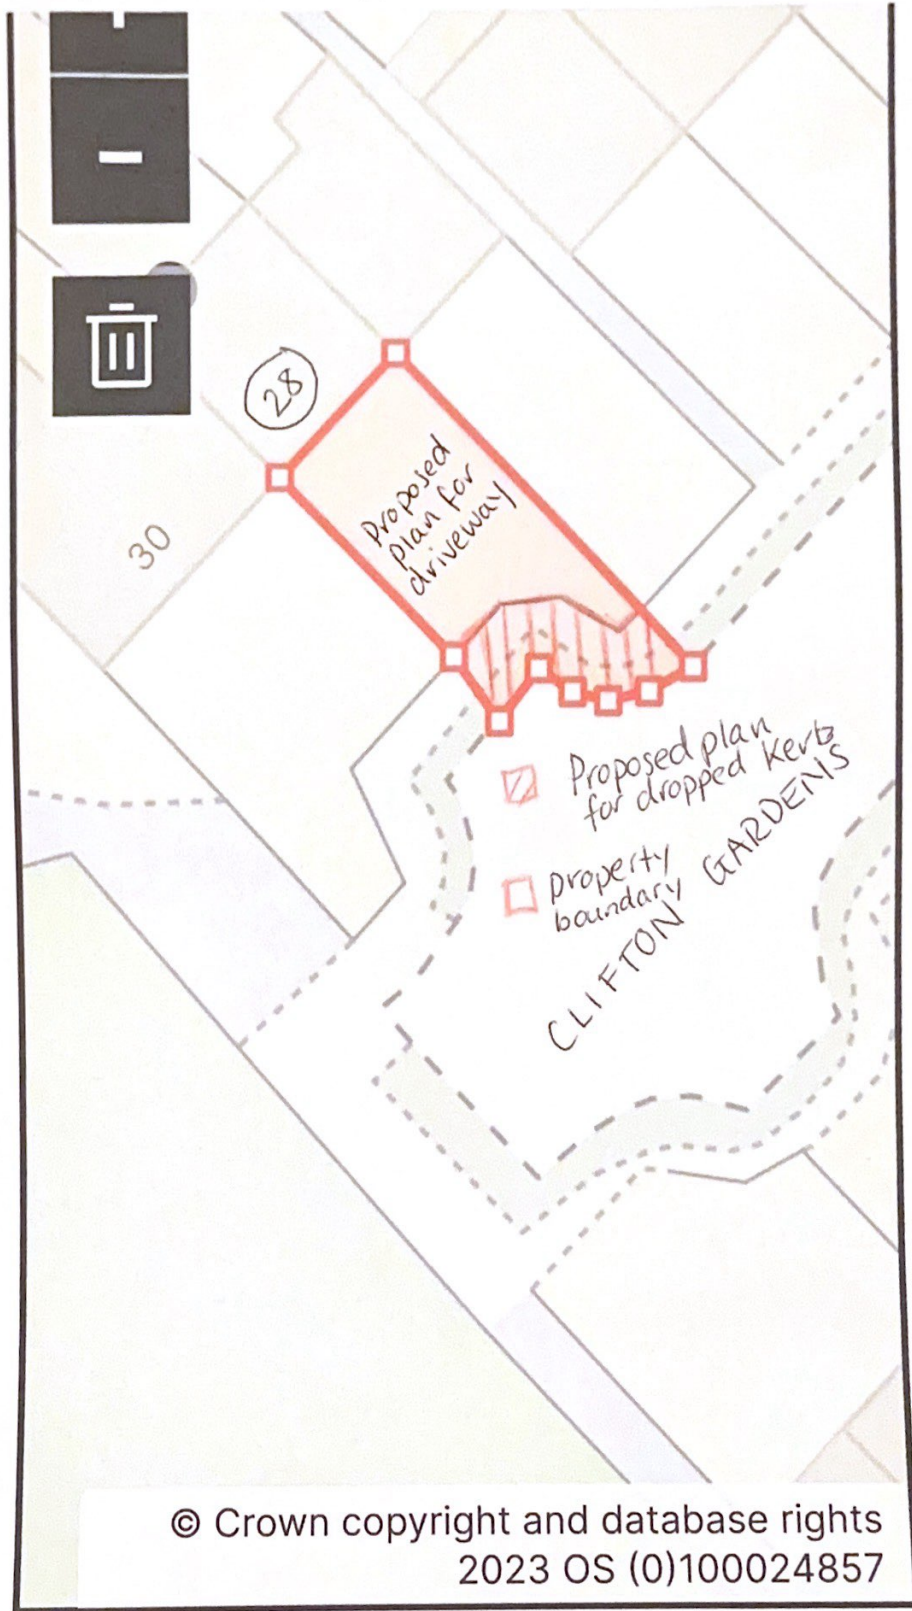 28
30
Proposed
plan for
driveway
Proposed plan
for dropped kerb
property
boundary
CLIFTON GARDENS
© Crown copyright and database rights
2023 OS (0)100024857